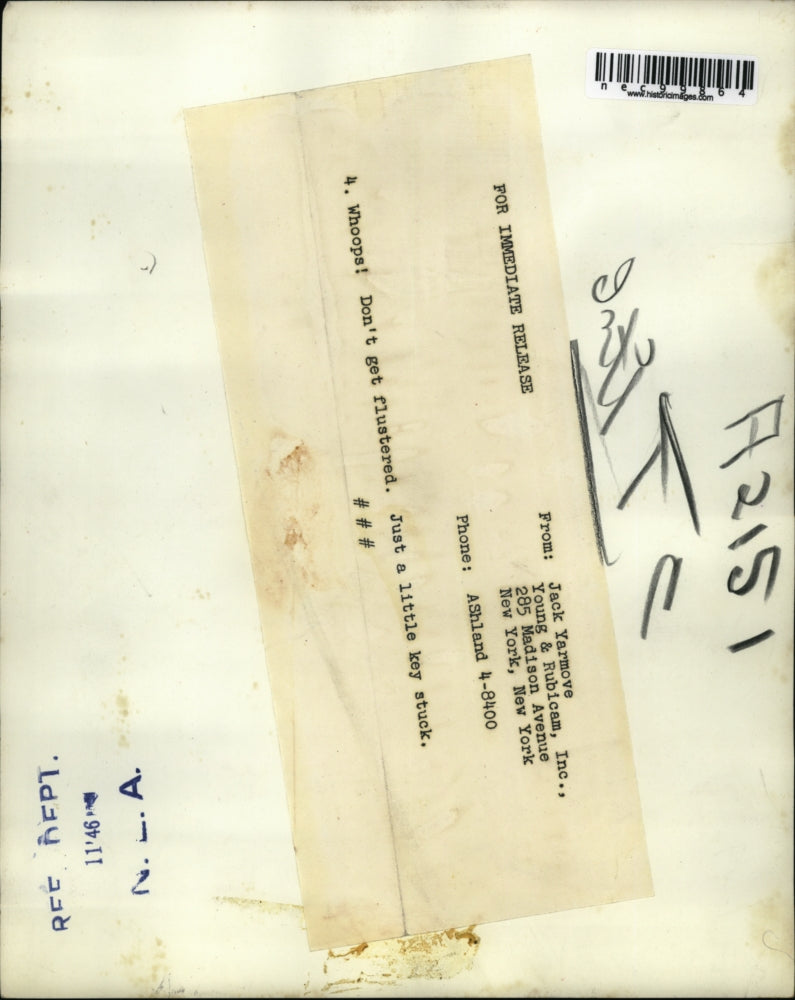 nec99864
www.historicimages.com
From: Jack Yarmove
Young & Rubicam, Inc.,
285 Madison Avenue
New York, New York
FOR IMMEDIATE RELEASE
Phone: AShland 4-8400
4. Whoops! Don't get flustered. Just a little key stuck.
# # #
REF. DEPT.
11'46
N. E. A.